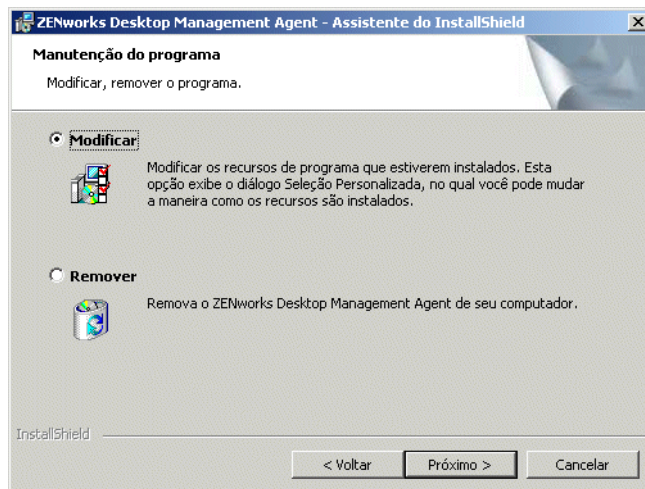 ZENworks Desktop Management Agent - Assistente do InstallShield
Manutenção do programa
Modificar, remover o programa.
Modificar
Modificar os recursos de programa que estiverem instalados. Esta
opção exibe o diálogo Seleção Personalizada, no qual você pode mudar
a maneira como os recursos são instalados.
Remover
Remova o ZENworks Desktop Management Agent de seu computador.
InstallShield
< Voltar
Próximo >
Cancelar